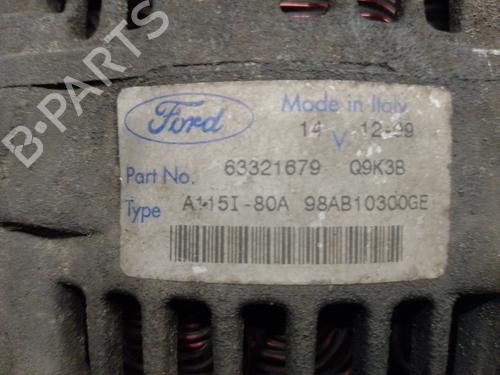 B-PARTS
Ford
Made in Italy
14 V 12-99
Part No. 63321679 Q9K3B
Type A115I-80A 98AB10300GE